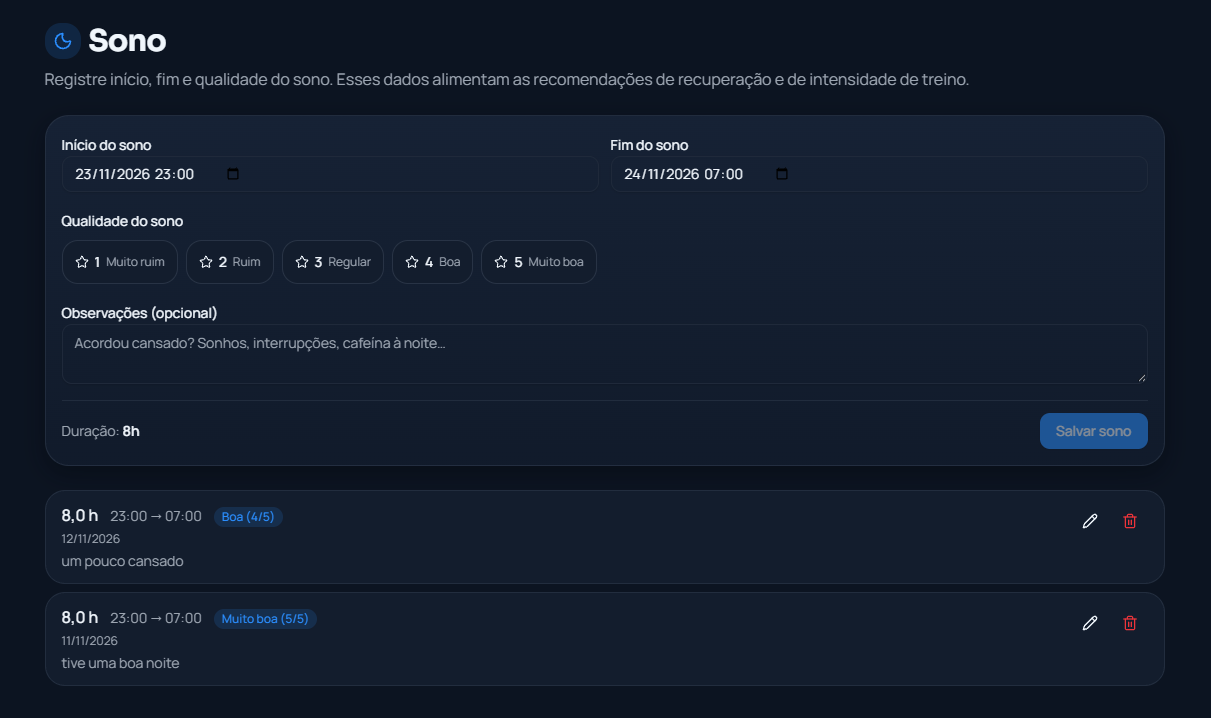 Sono
Registre início, fim e qualidade do sono. Esses dados alimentam as recomendações de recuperação e de intensidade de treino.
Início do sono
Fim do sono
23/11/2026 23:00
24/11/2026 07:00
Qualidade do sono
1 Muito ruim
2 Ruim
3 Regular
4 Boa
5 Muito boa
Observações (opcional)
Acordou cansado? Sonhos, interrupções, cafeína à noite…
Duração: 8h
Salvar sono
8,0 h 23:00 → 07:00 Boa (4/5)
12/11/2026
um pouco cansado
8,0 h 23:00 → 07:00 Muito boa (5/5)
11/11/2026
tive uma boa noite